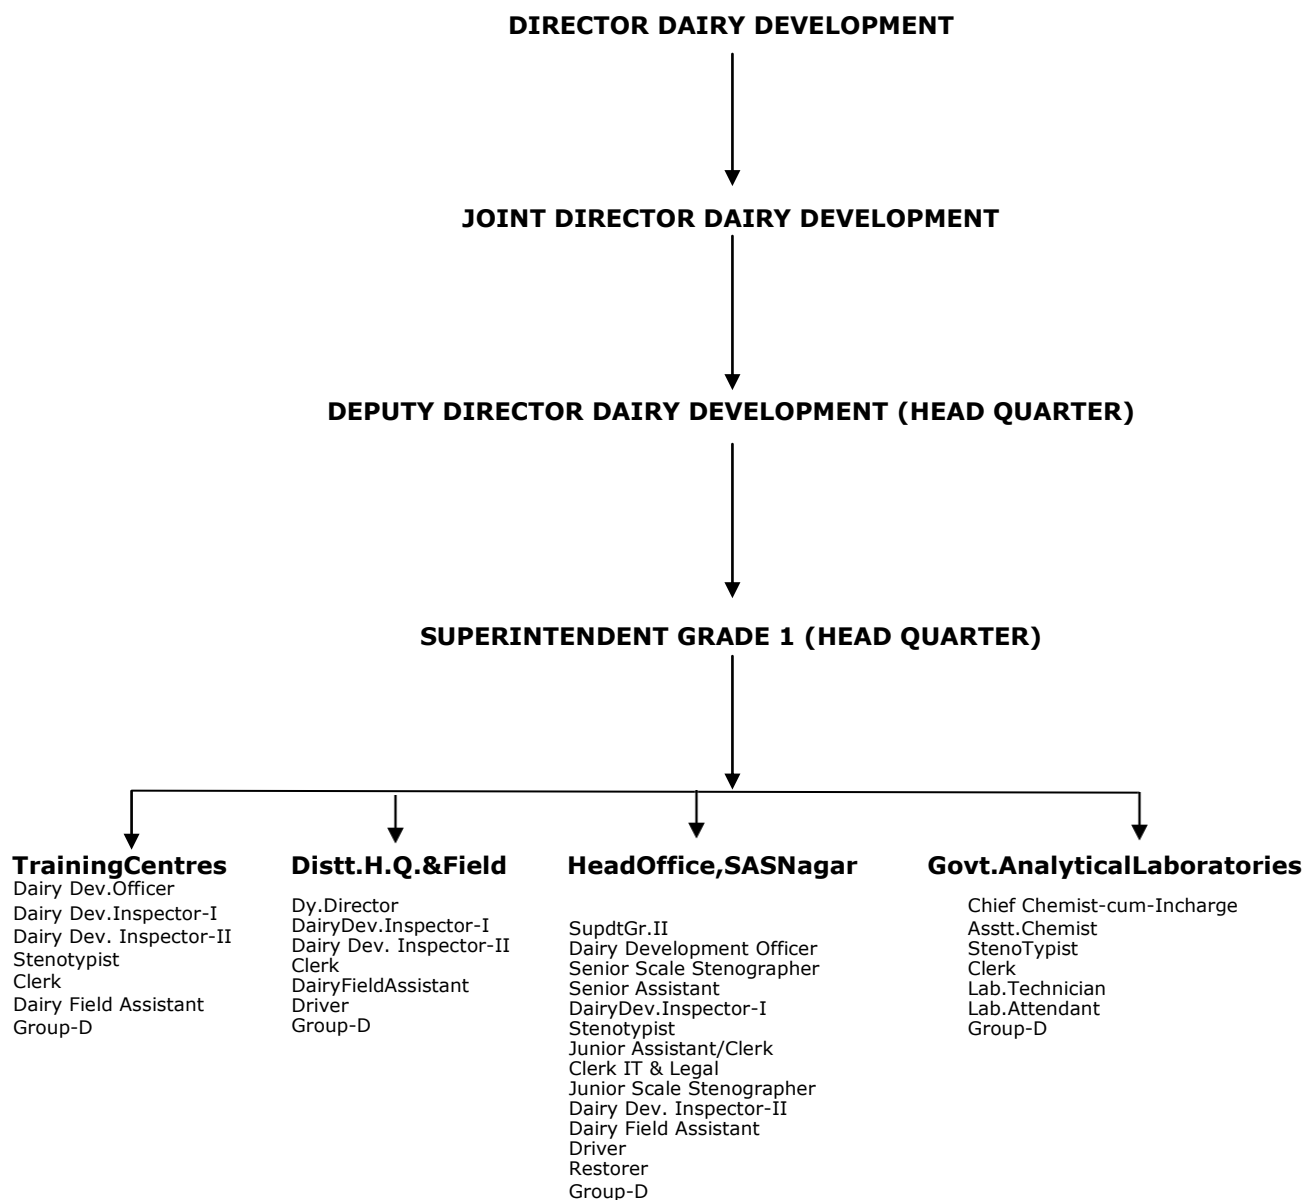 DIRECTOR DAIRY DEVELOPMENT
JOINT DIRECTOR DAIRY DEVELOPMENT
DEPUTY DIRECTOR DAIRY DEVELOPMENT (HEAD QUARTER)
SUPERINTENDENT GRADE 1 (HEAD QUARTER)
TrainingCentres
Dairy Dev.Officer
Dairy Dev.Inspector-I
Dairy Dev. Inspector-II
Stenotypist
Clerk
Dairy Field Assistant
Group-D
Distt.H.Q.&Field
Dy.Director
DairyDev.Inspector-I
Dairy Dev. Inspector-II
Clerk
DairyFieldAssistant
Driver
Group-D
HeadOffice,SASNagar
SupdtGr.II
Dairy Development Officer
Senior Scale Stenographer
Senior Assistant
DairyDev.Inspector-I
Stenotypist
Junior Assistant/Clerk
Clerk IT & Legal
Junior Scale Stenographer
Dairy Dev. Inspector-II
Dairy Field Assistant
Driver
Restorer
Group-D
Govt.AnalyticalLaboratories
Chief Chemist-cum-Incharge
Asstt.Chemist
StenoTypist
Clerk
Lab.Technician
Lab.Attendant
Group-D